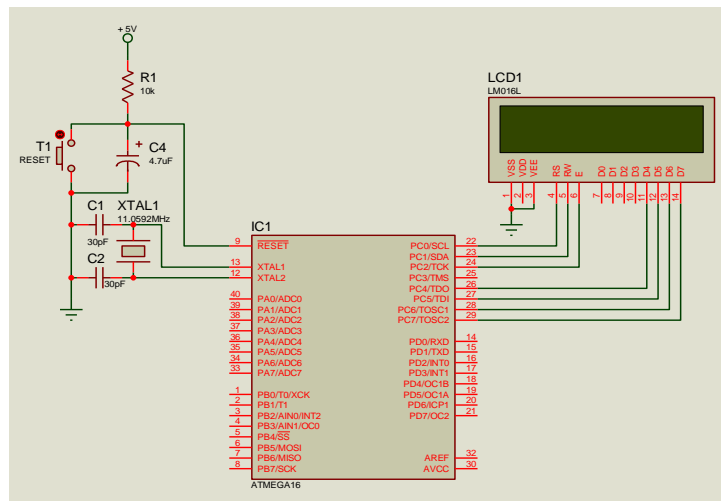 +5V
R1
10k
T1
RESET
C4
+
4.7uF
C1
30pF
XTAL1
11.0592MHz
C2
30pF
LCD1
LM016L
VSS VDD VEE RS RW E D0 D1 D2 D3 D4 D5 D6 D7
1 2 3 4 5 6 7 8 9 10 11 12 13 14
IC1
9 RESET
13 XTAL1
12 XTAL2
40 PA0/ADC0
39 PA1/ADC1
38 PA2/ADC2
37 PA3/ADC3
36 PA4/ADC4
35 PA5/ADC5
34 PA6/ADC6
33 PA7/ADC7
1 PB0/T0/XCK
2 PB1/T1
3 PB2/AIN0/INT2
4 PB3/AIN1/OC0
5 PB4/SS
6 PB5/MOSI
7 PB6/MISO
8 PB7/SCK
PC0/SCL 22
PC1/SDA 23
PC2/TCK 24
PC3/TMS 25
PC4/TDO 26
PC5/TDI 27
PC6/TOSC1 28
PC7/TOSC2 29
PD0/RXD 14
PD1/TXD 15
PD2/INT0 16
PD3/INT1 17
PD4/OC1B 18
PD5/OC1A 19
PD6/ICP1 20
PD7/OC2 21
AREF 32
AVCC 30
ATMEGA16